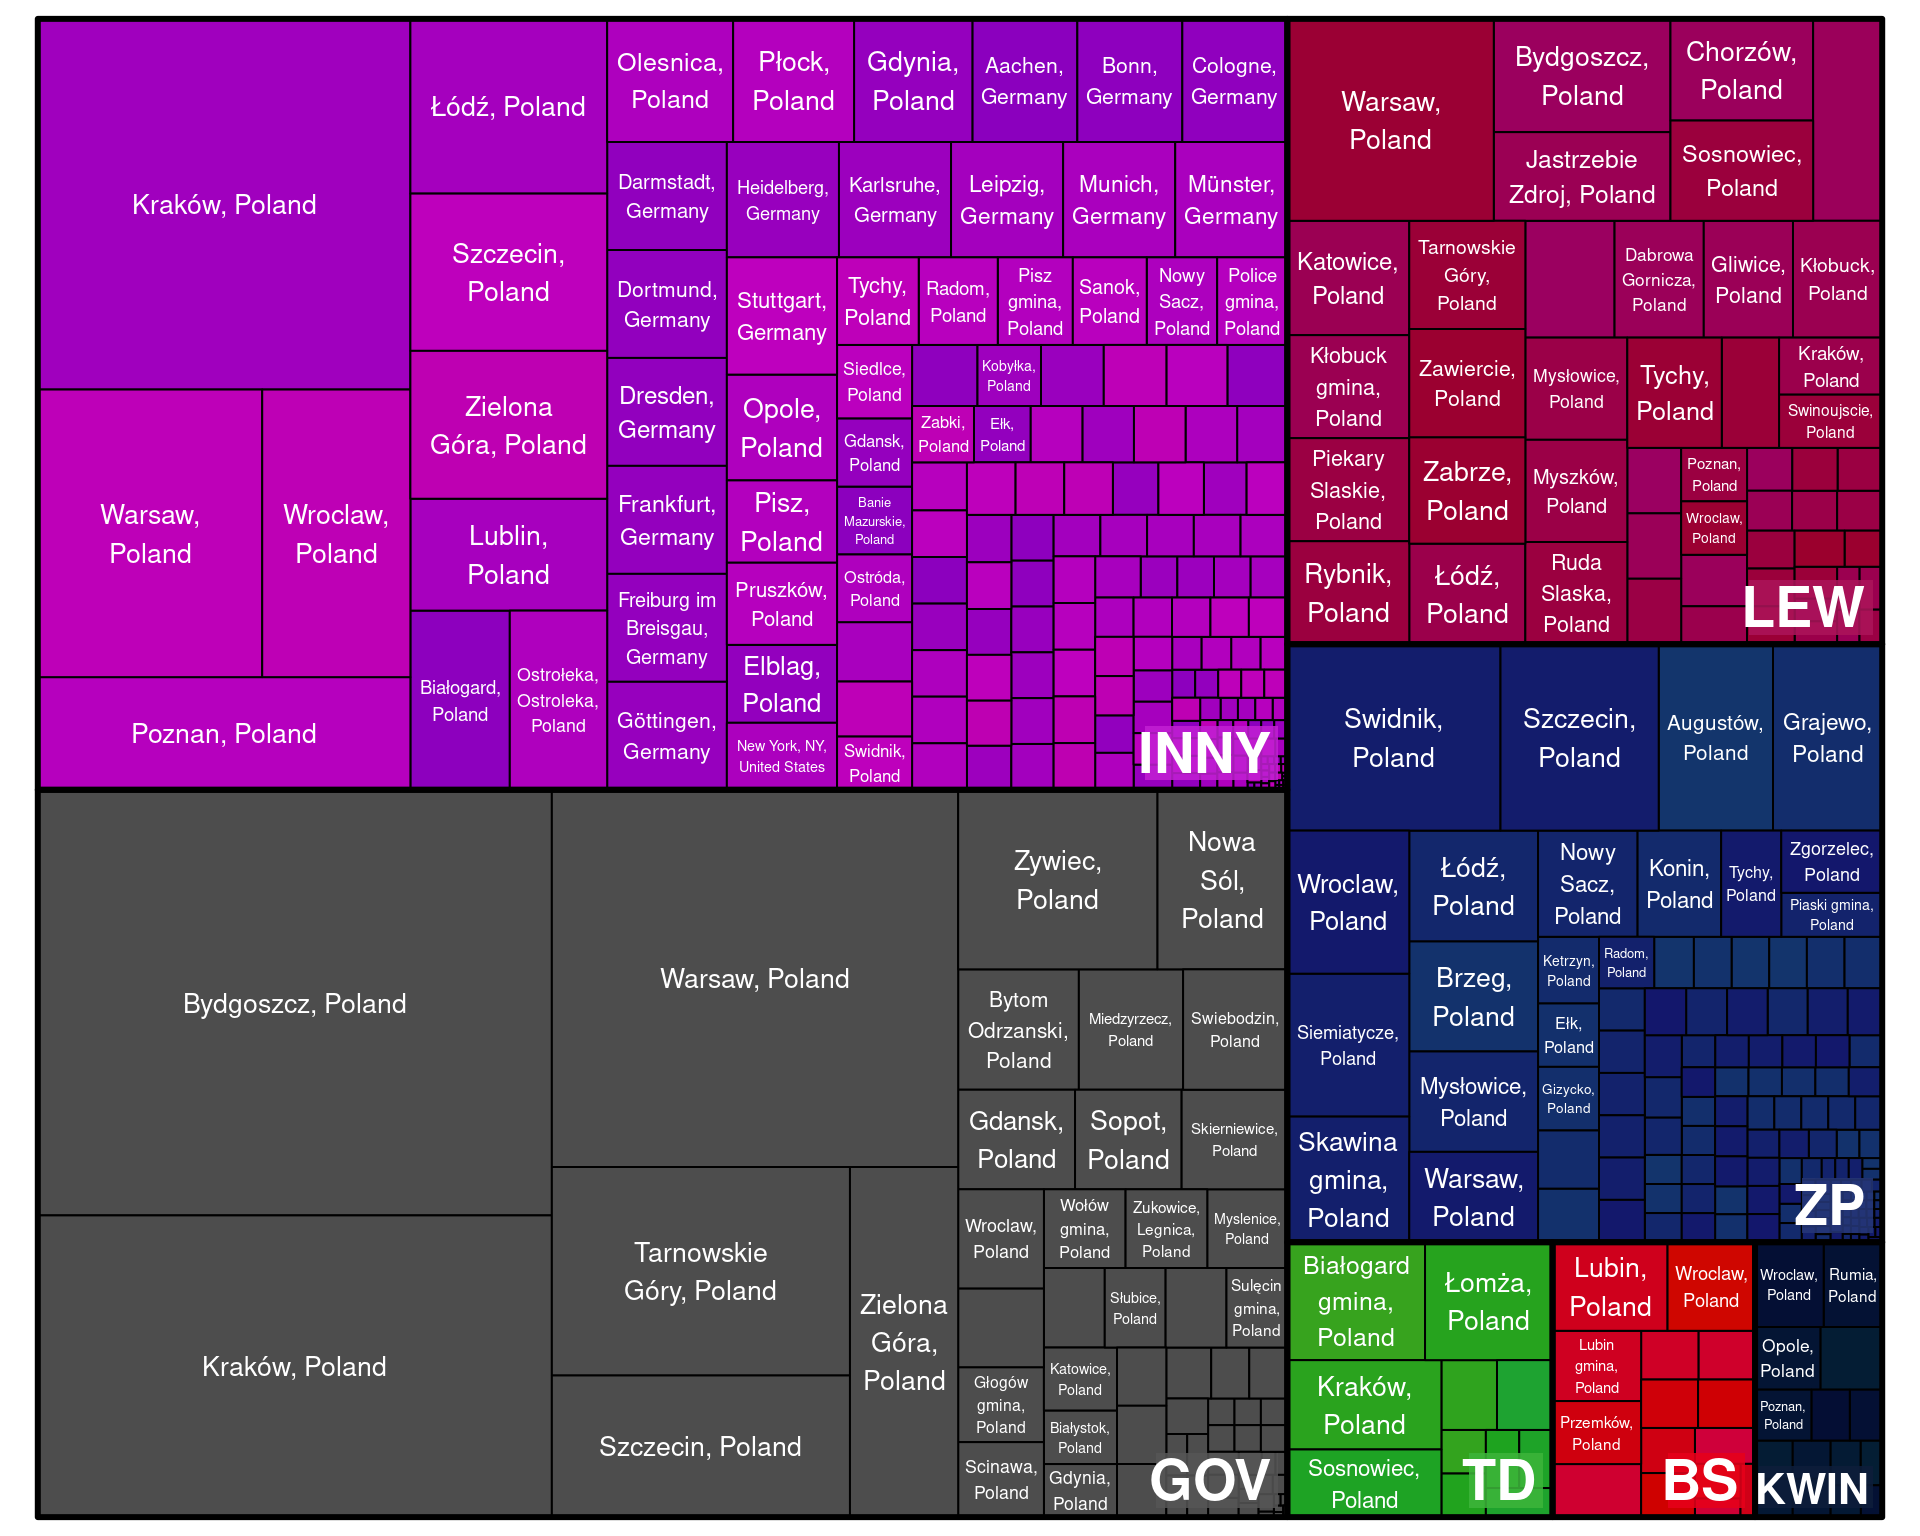 Kraków, Poland
Warsaw,
Poland
Wroclaw,
Poland
Poznan, Poland
Łódź, Poland
Szczecin,
Poland
Zielona
Góra, Poland
Lublin,
Poland
Białogard,
Poland
Ostrołeka,
Ostroleka,
Poland
Olesnica,
Poland
Płock,
Poland
Gdynia,
Poland
Aachen,
Germany
Bonn,
Germany
Cologne,
Germany
Darmstadt,
Germany
Dortmund,
Germany
Dresden,
Germany
Frankfurt,
Germany
Freiburg im
Breisgau,
Germany
Göttingen,
Germany
Heidelberg,
Germany
Karlsruhe,
Germany
Leipzig,
Germany
Munich,
Germany
Münster,
Germany
Stuttgart,
Germany
Opole,
Poland
Pisz,
Poland
Pruszków,
Poland
Elblag,
Poland
New York, NY,
United States
Tychy,
Poland
Radom,
Poland
Pisz
gmina,
Poland
Sanok,
Poland
Nowy
Sacz,
Poland
Police
gmina,
Poland
Siedlce,
Poland
Gdansk,
Poland
Banie
Mazurskie,
Poland
Ostróda,
Poland
Swidnik,
Poland
Kobyłka,
Poland
Zabki,
Poland
Ełk,
Poland
INNY
Warsaw,
Poland
Bydgoszcz,
Poland
Jastrzebie
Zdroj, Poland
Chorzów,
Poland
Sosnowiec,
Poland
Katowice,
Poland
Kłobuck
gmina,
Poland
Piekary
Slaskie,
Poland
Rybnik,
Poland
Tarnowskie
Góry,
Poland
Zawiercie,
Poland
Zabrze,
Poland
Łódź,
Poland
Dabrowa
Gornicza,
Poland
Gliwice,
Poland
Kłobuck,
Poland
Mysłowice,
Poland
Myszków,
Poland
Ruda
Slaska,
Poland
Tychy,
Poland
Kraków,
Poland
Swinoujscie,
Poland
Poznan,
Poland
Wroclaw,
Poland
LEW
Bydgoszcz, Poland
Kraków, Poland
Warsaw, Poland
Tarnowskie
Góry, Poland
Szczecin, Poland
Zielona
Góra,
Poland
Zywiec,
Poland
Nowa
Sól,
Poland
Bytom
Odrzanski,
Poland
Miedzyrzecz,
Poland
Swiebodzin,
Poland
Gdansk,
Poland
Sopot,
Poland
Skierniewice,
Poland
Wroclaw,
Poland
Głogów
gmina,
Poland
Scinawa,
Poland
Wołów
gmina,
Poland
Zukowice,
Legnica,
Poland
Myslenice,
Poland
Słubice,
Poland
Sulęcin
gmina,
Poland
Katowice,
Poland
Białystok,
Poland
Gdynia,
Poland
GOV
Swidnik,
Poland
Szczecin,
Poland
Augustów,
Poland
Grajewo,
Poland
Wroclaw,
Poland
Siemiatycze,
Poland
Skawina
gmina,
Poland
Łódź,
Poland
Brzeg,
Poland
Mysłowice,
Poland
Warsaw,
Poland
Nowy
Sacz,
Poland
Konin,
Poland
Tychy,
Poland
Zgorzelec,
Poland
Piaski gmina,
Poland
Ketrzyn,
Poland
Radom,
Poland
Ełk,
Poland
Gizycko,
Poland
ZP
Białogard
gmina,
Poland
Łomża,
Poland
Kraków,
Poland
Sosnowiec,
Poland
TD
Lubin,
Poland
Wroclaw,
Poland
Lubin
gmina,
Poland
Przemków,
Poland
BS
Wroclaw,
Poland
Rumia,
Poland
Opole,
Poland
Poznan,
Poland
KWIN